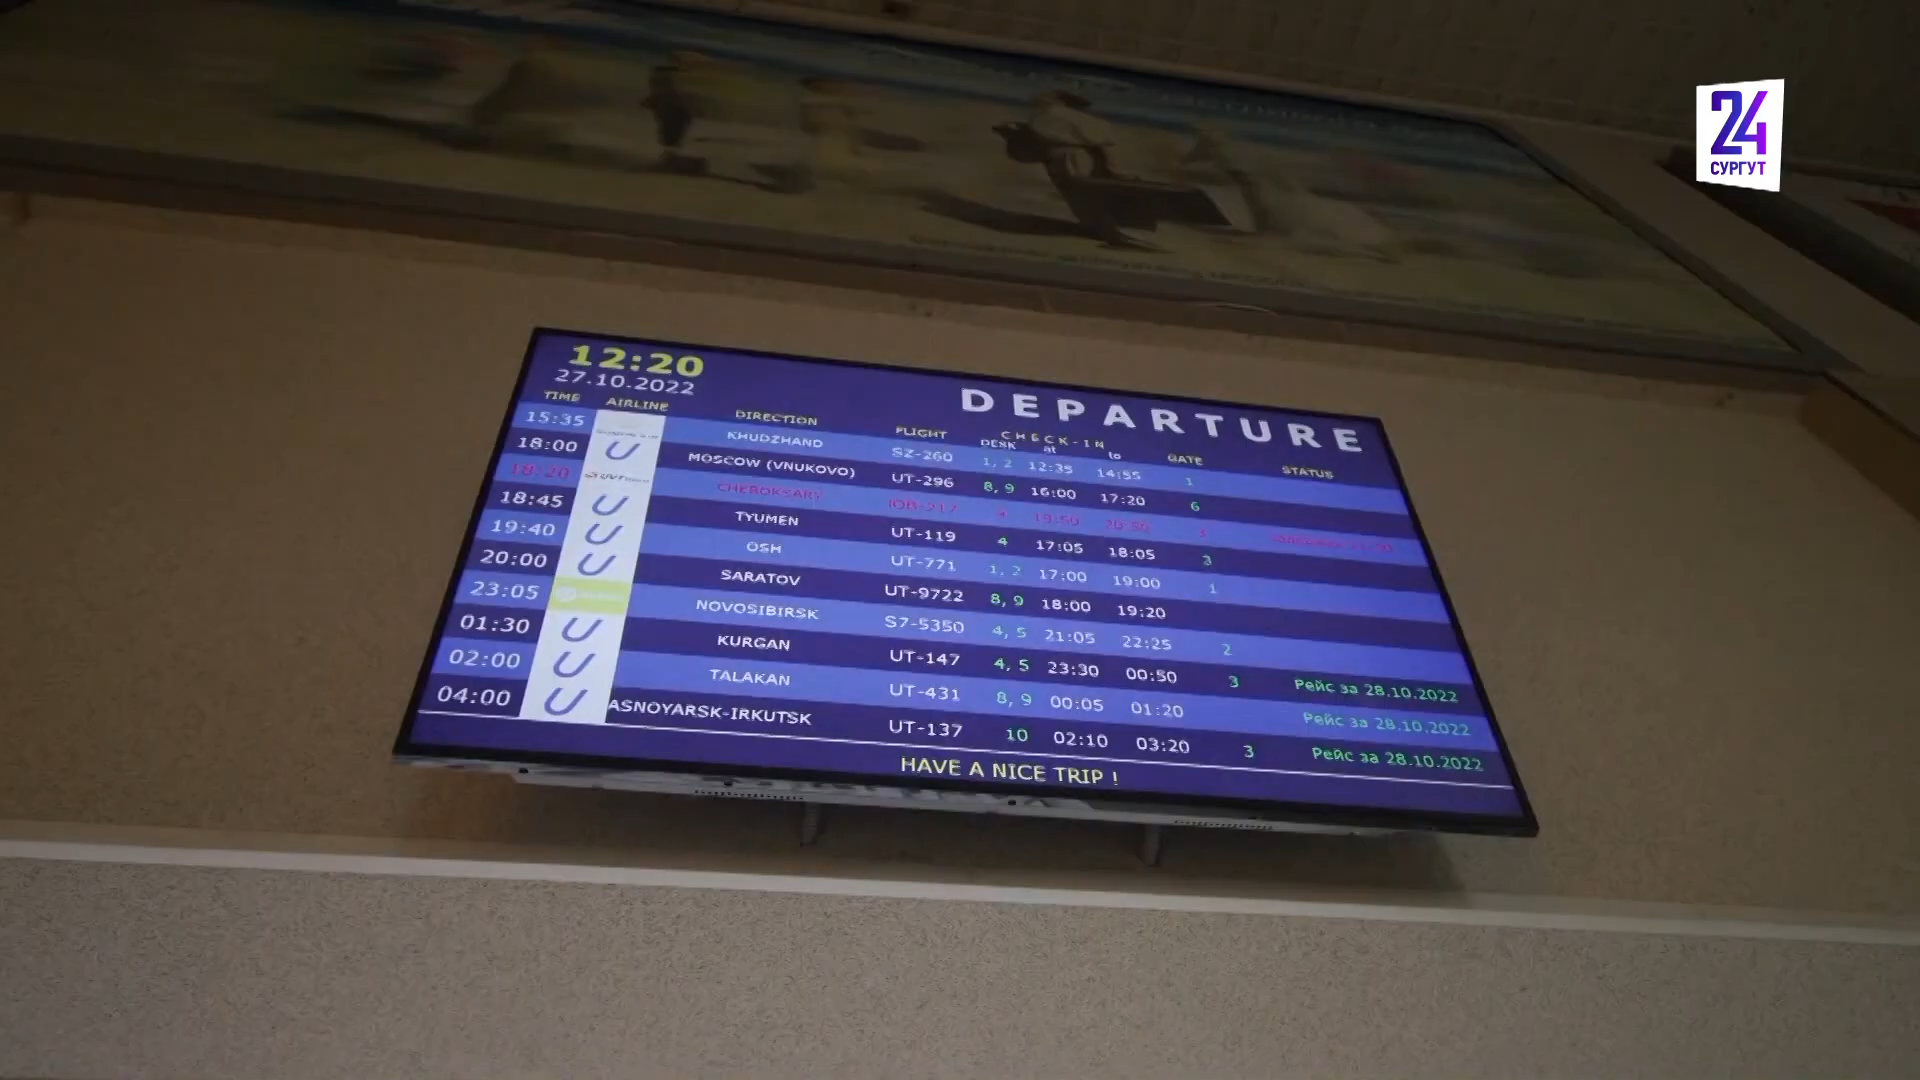 24
СУРГУТ
12:20
27.10.2022
DEPARTURE
TIME AIRLINE DIRECTION FLIGHT CHECK-IN DESK at to GATE STATUS
15:35 KHUDZHAND SZ-260 1, 2 12:35 14:55 1
18:00 MOSCOW (VNUKOVO) UT-296 8, 9 16:00 17:20 6
18:20 CHEBOKSARY 4 19:50 20:50
18:45 TYUMEN UT-119 4 17:05 18:05 3
19:40 OSH UT-771 1, 2 17:00 19:00 1
20:00 SARATOV UT-9722 8, 9 18:00 19:20
23:05 NOVOSIBIRSK S7-5350 4, 5 21:05 22:25 2
01:30 KURGAN UT-147 4, 5 23:30 00:50 3 Рейс за 28.10.2022
02:00 TALAKAN UT-431 8, 9 00:05 01:20 Рейс за 28.10.2022
04:00 ASNOYARSK-IRKUTSK UT-137 10 02:10 03:20 3 Рейс за 28.10.2022
HAVE A NICE TRIP !